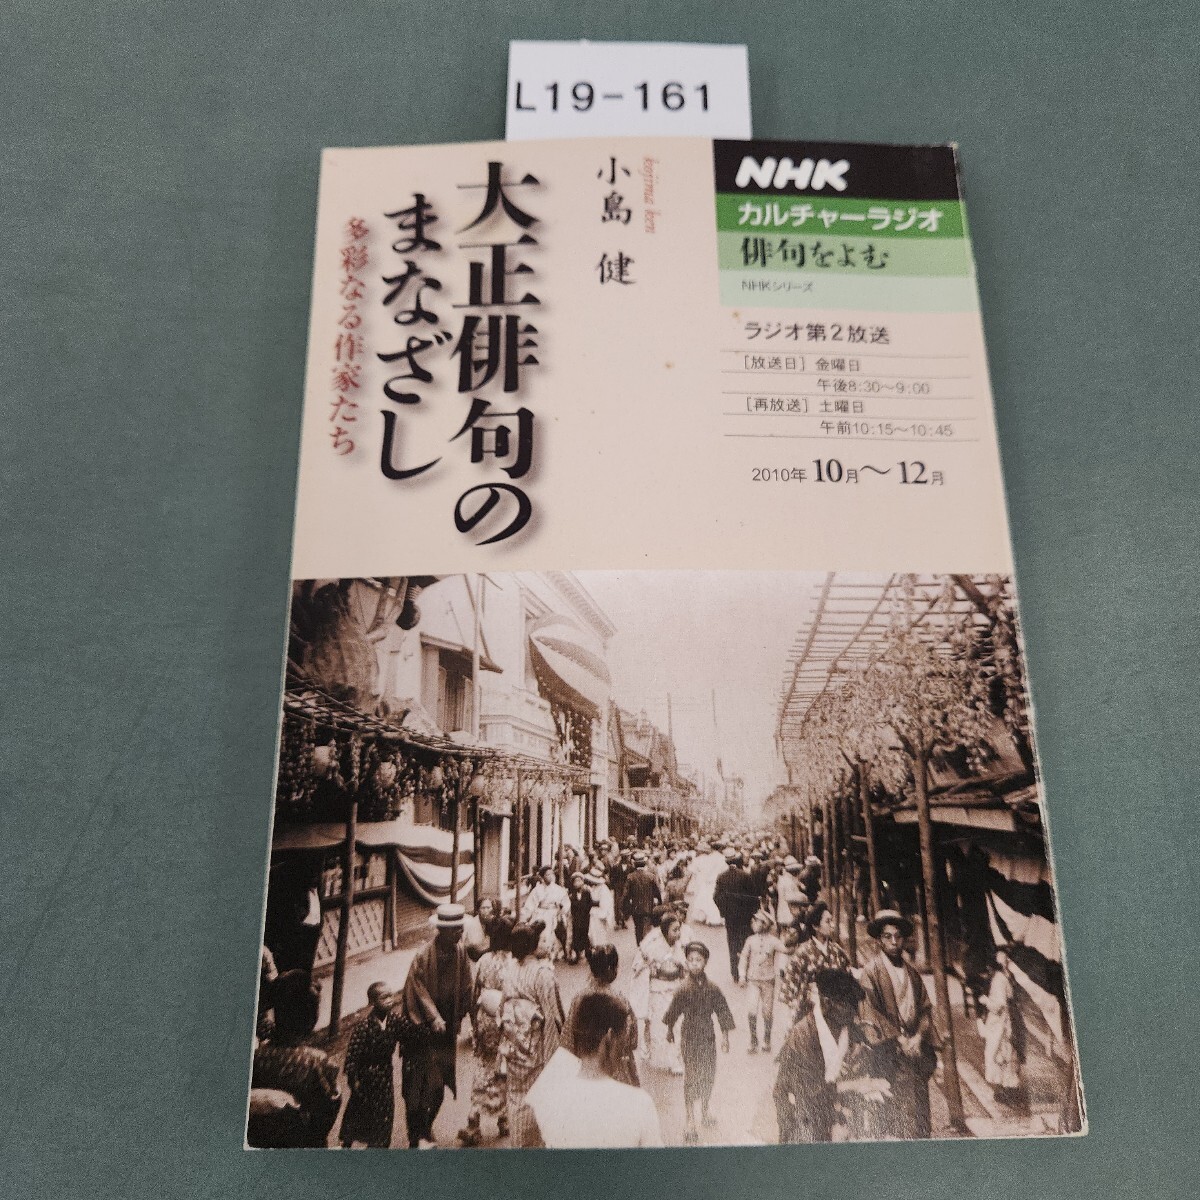 L19-161
NHK
カルチャーラジオ
俳句をよむ
NHKシリーズ
ラジオ第2放送
[放送日] 金曜日
午後8:30～9:00
[再放送] 土曜日
午前10:15～10:45
2010年 10月～12月
kojima ken
小島 健
大正俳句の
まなざし
多彩なる作家たち